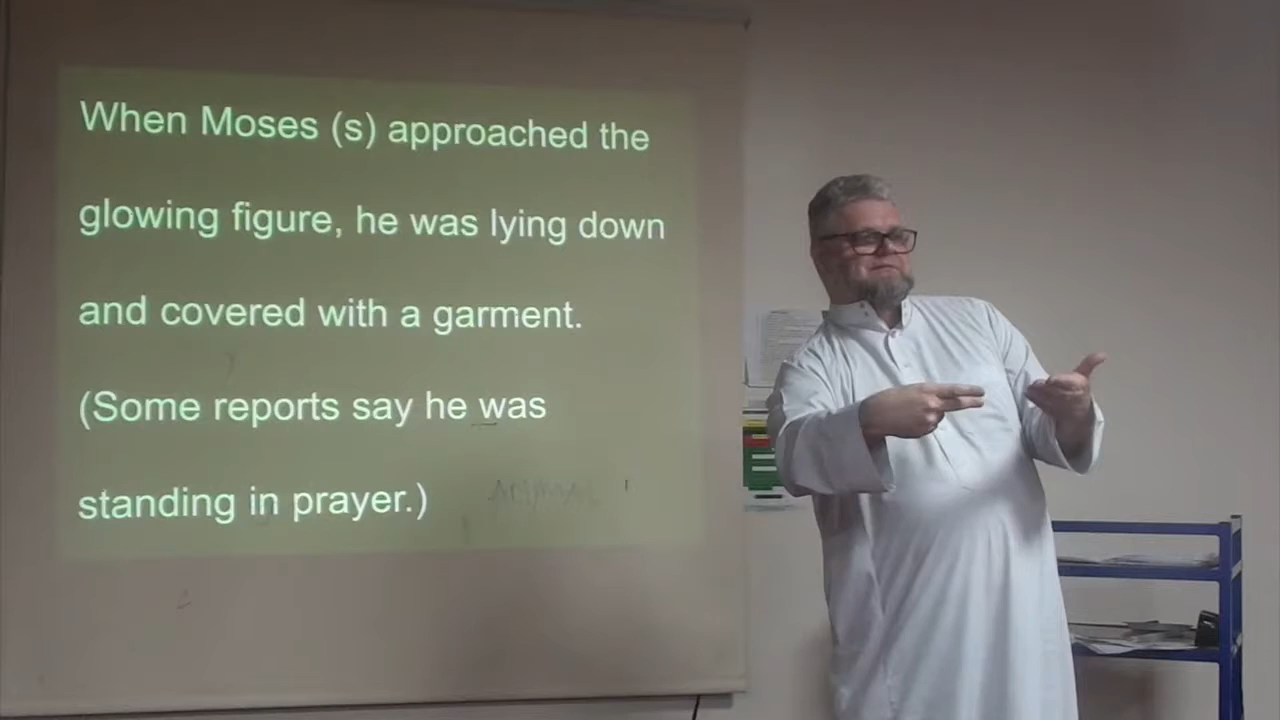 When Moses (s) approached the
glowing figure, he was lying down
and covered with a garment.
(Some reports say he was
standing in prayer.)